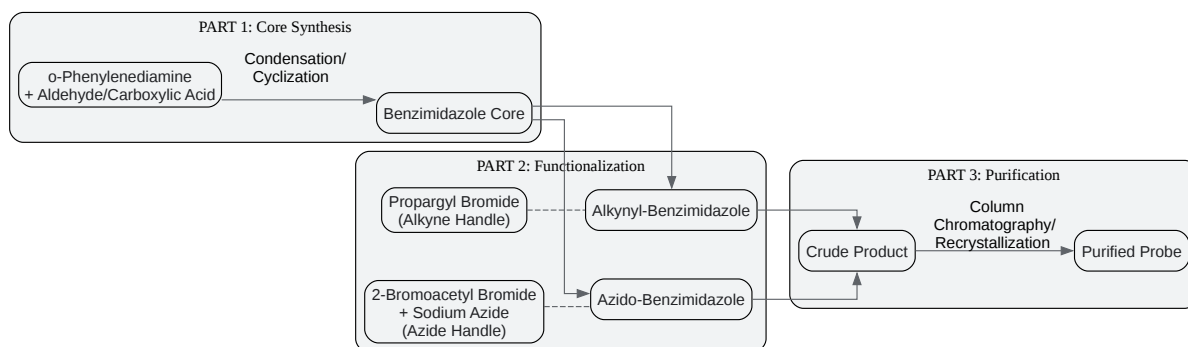 PART 1: Core Synthesis
o-Phenylenediamine
+ Aldehyde/Carboxylic Acid
Condensation/
Cyclization
Benzimidazole Core
PART 2: Functionalization
Propargyl Bromide
(Alkyne Handle)
Alkynyl-Benzimidazole
2-Bromoacetyl Bromide
+ Sodium Azide
(Azide Handle)
Azido-Benzimidazole
PART 3: Purification
Column
Chromatography/
Recrystallization
Crude Product
Purified Probe